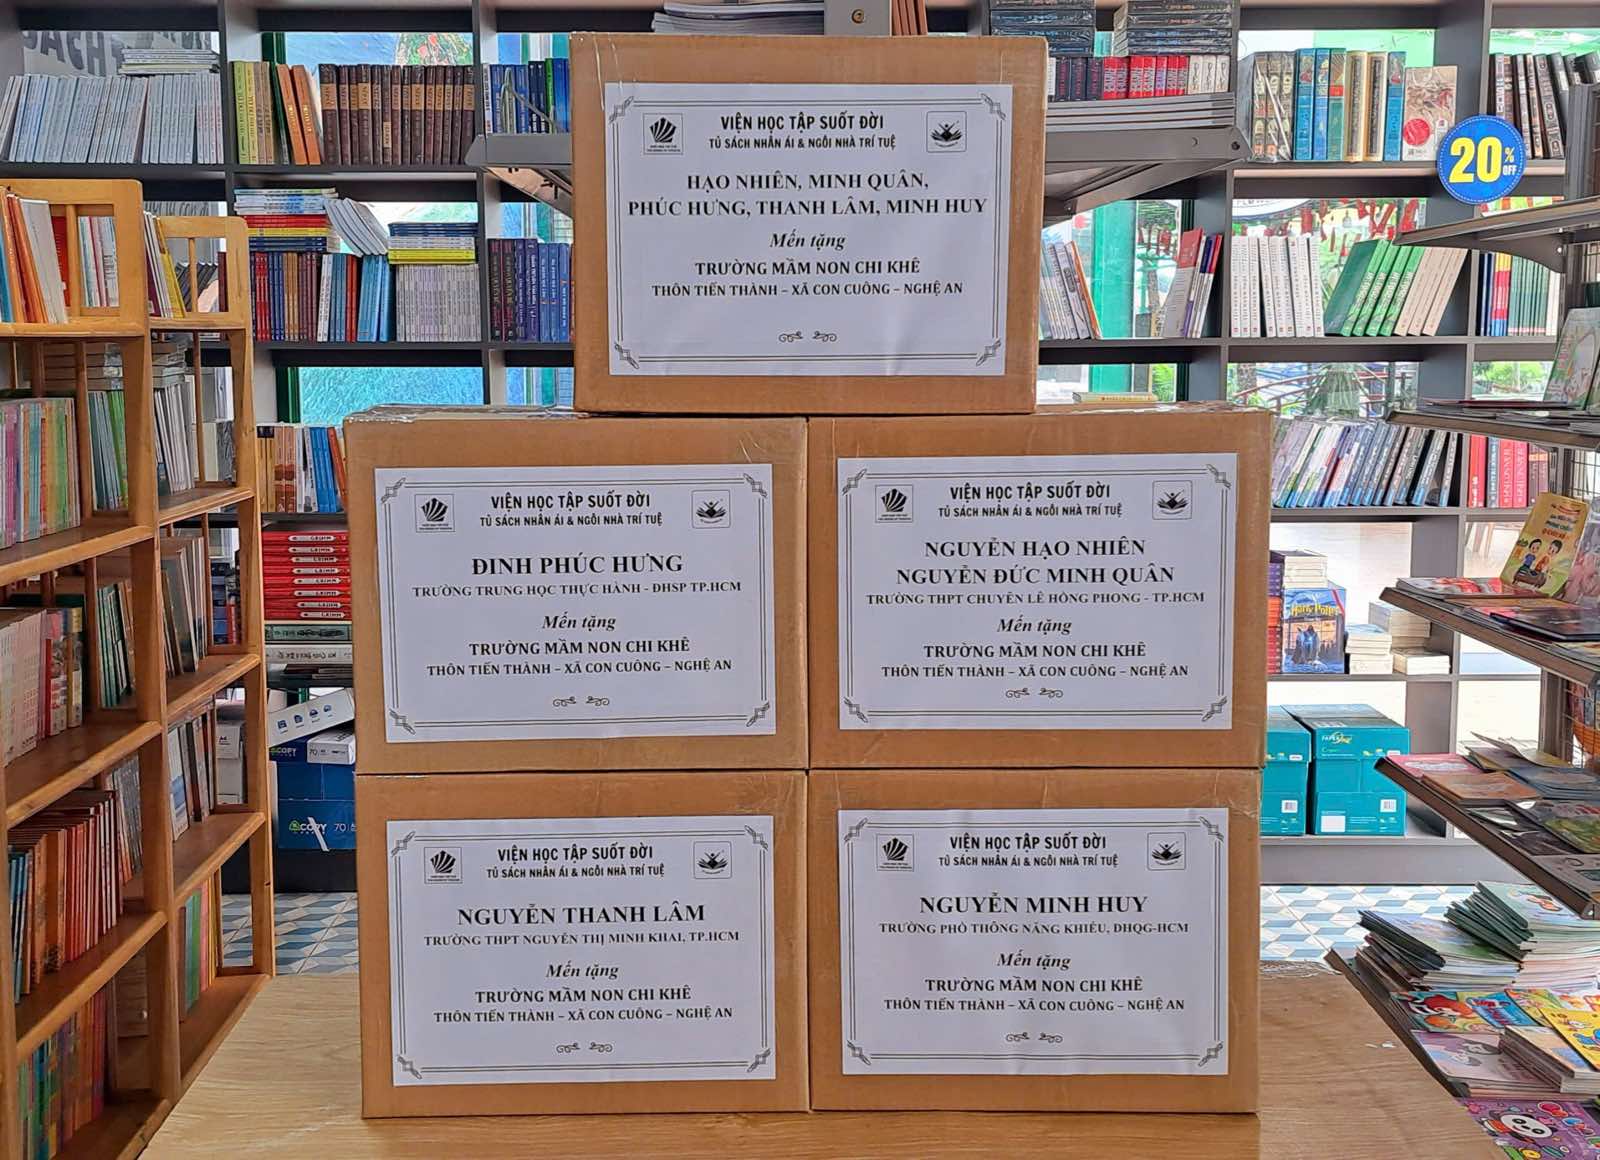 VIỆN HỌC TẬP SUỐT ĐỜI
TỦ SÁCH NHÂN ÁI & NGÔI NHÀ TRÍ TUỆ
HẠO NHIÊN, MINH QUÂN,
PHÚC HƯNG, THANH LÂM, MINH HUY
Mến tặng
TRƯỜNG MẦM NON CHI KHÊ
THÔN TIẾN THÀNH – XÃ CON CUÔNG – NGHỆ AN
20%
OFF
VIỆN HỌC TẬP SUỐT ĐỜI
TỦ SÁCH NHÂN ÁI & NGÔI NHÀ TRÍ TUỆ
ĐINH PHÚC HƯNG
TRƯỜNG TRUNG HỌC THỰC HÀNH - ĐHSP TP.HCM
Mến tặng
TRƯỜNG MẦM NON CHI KHÊ
THÔN TIẾN THÀNH – XÃ CON CUÔNG – NGHỆ AN
VIỆN HỌC TẬP SUỐT ĐỜI
TỦ SÁCH NHÂN ÁI & NGÔI NHÀ TRÍ TUỆ
NGUYỄN HẠO NHIÊN
NGUYỄN ĐỨC MINH QUÂN
TRƯỜNG THPT CHUYÊN LÊ HỒNG PHONG - TP.HCM
Mến tặng
TRƯỜNG MẦM NON CHI KHÊ
THÔN TIẾN THÀNH – XÃ CON CUÔNG – NGHỆ AN
Harry Potter
COPY
COPY 70
VIỆN HỌC TẬP SUỐT ĐỜI
TỦ SÁCH NHÂN ÁI & NGÔI NHÀ TRÍ TUỆ
NGUYỄN THANH LÂM
TRƯỜNG THPT NGUYỄN THỊ MINH KHAI, TP.HCM
Mến tặng
TRƯỜNG MẦM NON CHI KHÊ
THÔN TIẾN THÀNH – XÃ CON CUÔNG – NGHỆ AN
VIỆN HỌC TẬP SUỐT ĐỜI
TỦ SÁCH NHÂN ÁI & NGÔI NHÀ TRÍ TUỆ
NGUYỄN MINH HUY
TRƯỜNG PHỔ THÔNG NĂNG KHIẾU, ĐHQG-HCM
Mến tặng
TRƯỜNG MẦM NON CHI KHÊ
THÔN TIẾN THÀNH – XÃ CON CUÔNG – NGHỆ AN